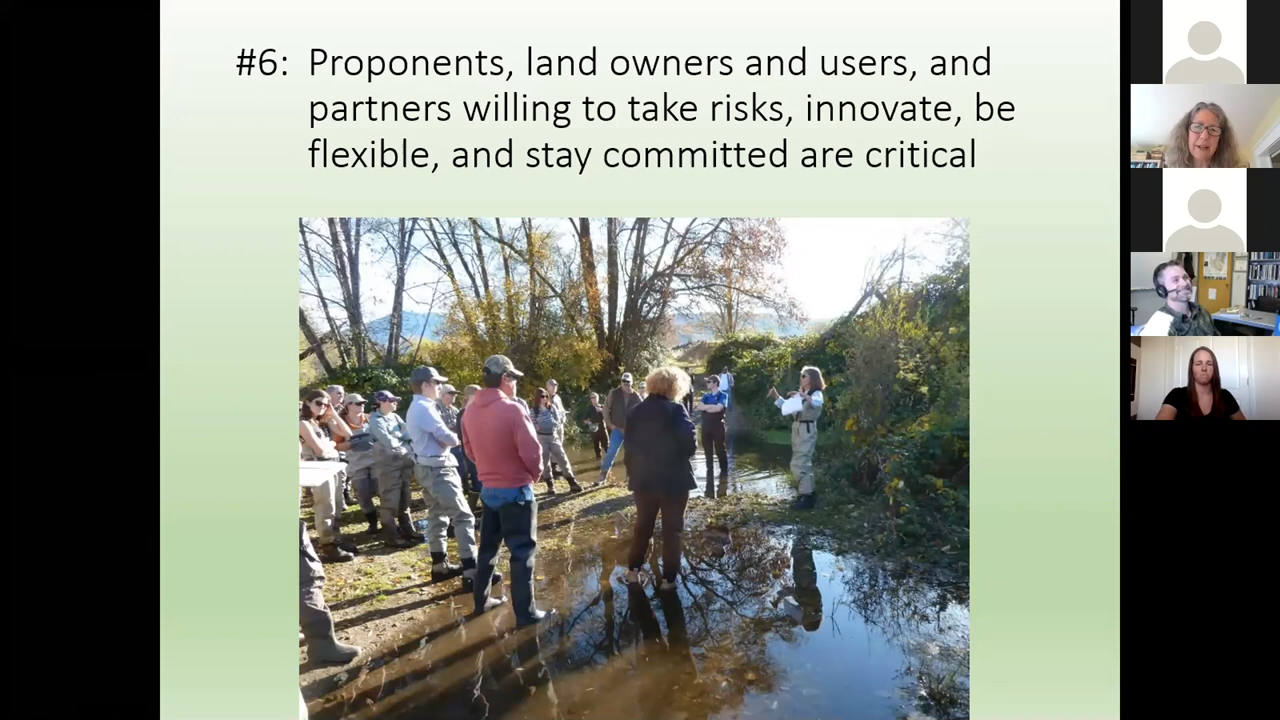 #6: Proponents, land owners and users, and
partners willing to take risks, innovate, be
flexible, and stay committed are critical